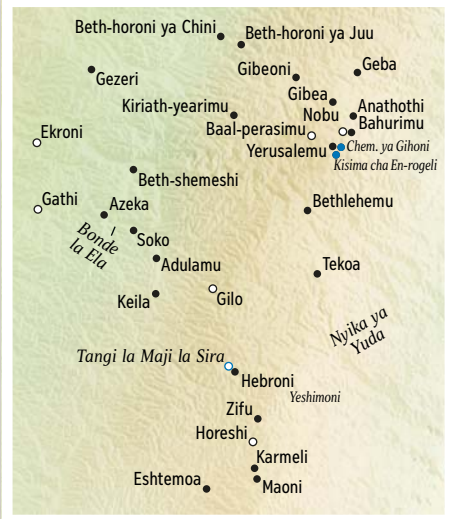 Beth-horoni ya Chini
Beth-horoni ya Juu
Gezeri
Gibeoni
Geba
Gibea
Kiriath-yearimu
Nobu
Anathothi
Baal-perasimu
Bahurimu
Ekroni
Yerusalemu
Chem. ya Gihoni
Kisima cha En-rogeli
Beth-shemeshi
Gathi
Azeka
Bethlehemu
Bonde
la Ela
Soko
Adulamu
Tekoa
Keila
Gilo
Nyika ya
Yuda
Tangi la Maji la Sira
Hebroni
Yeshimoni
Zifu
Horeshi
Karmeli
Eshtemoa
Maoni